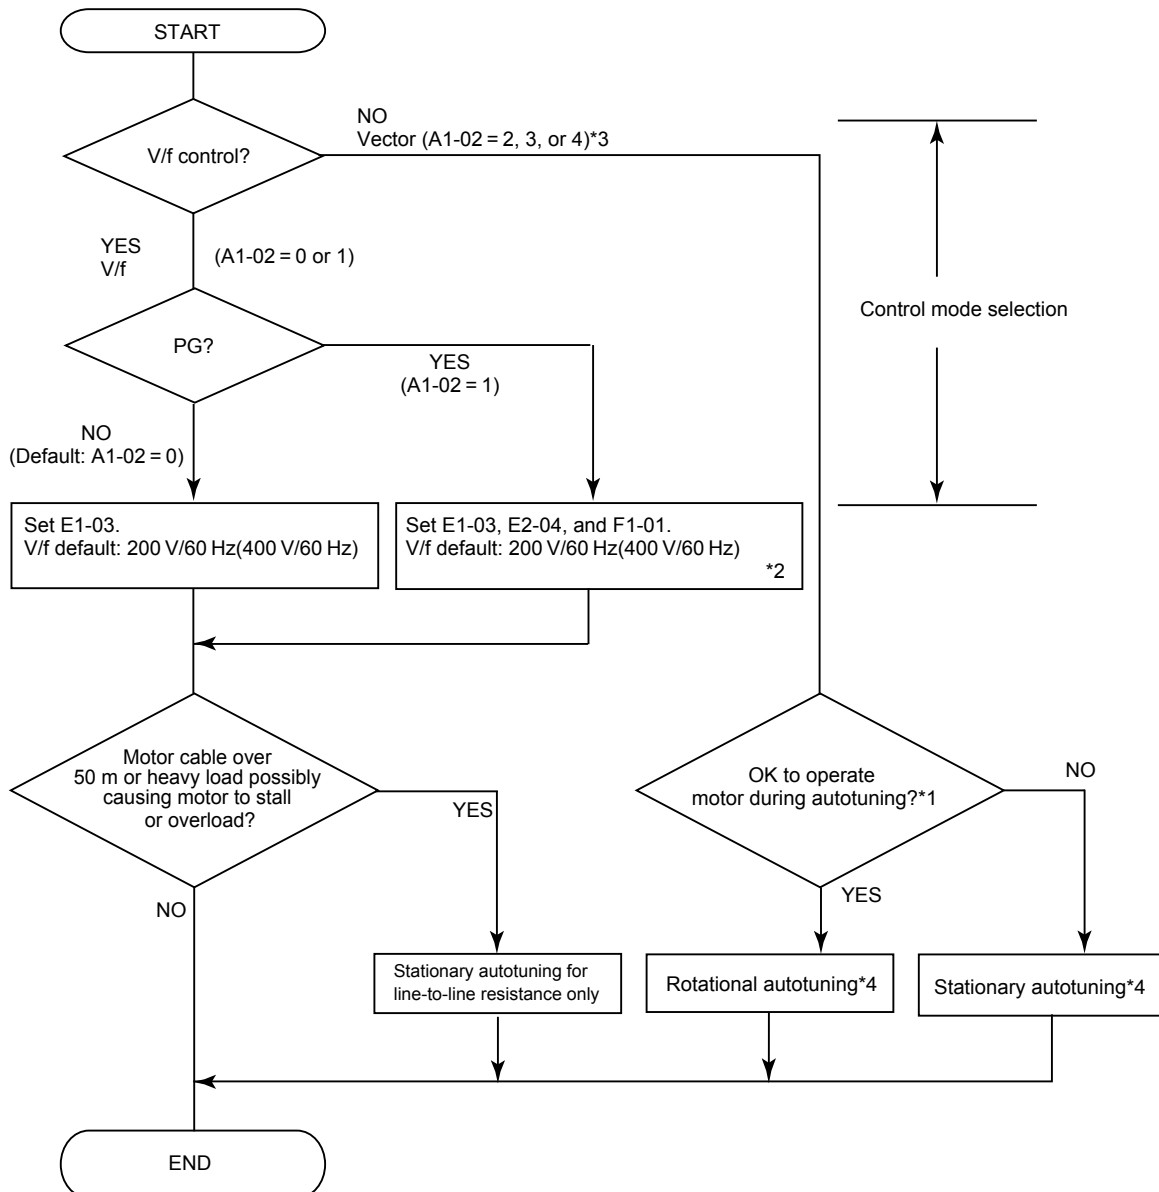 START
NO
Vector (A1-02 = 2, 3, or 4)*3
V/f control?
YES
V/f
(A1-02 = 0 or 1)
Control mode selection
PG?
YES
(A1-02 = 1)
NO
(Default: A1-02 = 0)
Set E1-03.
V/f default: 200 V/60 Hz(400 V/60 Hz)
Set E1-03, E2-04, and F1-01.
V/f default: 200 V/60 Hz(400 V/60 Hz)
*2
Motor cable over
50 m or heavy load possibly
causing motor to stall
or overload?
YES
OK to operate
motor during autotuning?*1
NO
NO
YES
Stationary autotuning for
line-to-line resistance only
Rotational autotuning*4
Stationary autotuning*4
END